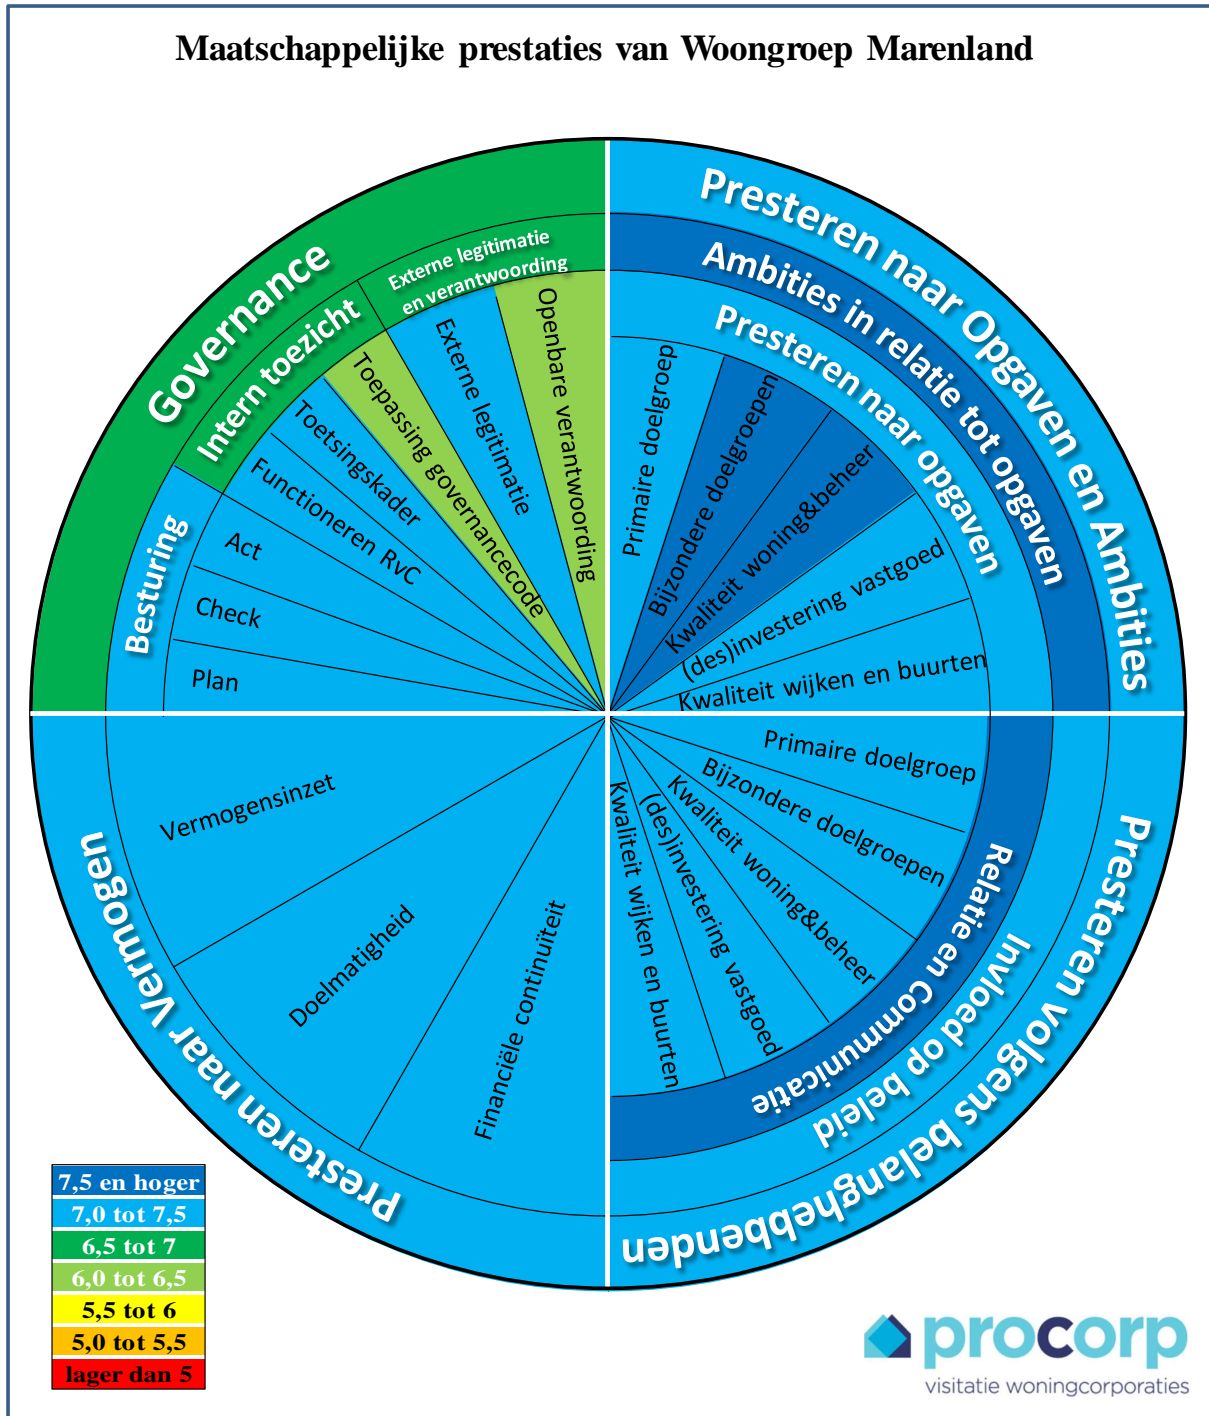 Maatschappelijke prestaties van Woongroep Marenland
Governance
Intern toezicht
Externe legitimatie
en verantwoording
Besturing
Openbare verantwoording
Externe legitimatie
Toepassing governancecode
Toetsingskader
Functioneren RvC
Act
Check
Plan
Presteren naar Opgaven en Ambities
Ambities in relatie tot opgaven
Presteren naar opgaven
Primaire doelgroep
Bijzondere doelgroepen
Kwaliteit woning&beheer
(des)investering vastgoed
Kwaliteit wijken en buurten
Primaire doelgroep
Bijzondere doelgroepen
Kwaliteit woning&beheer
(des)investering vastgoed
Kwaliteit wijken en buurten
Relatie en Communicatie
Invloed op beleid
Presteren volgens belanghebbenden
Vermogensinzet
Doelmatigheid
Financiële continuïteit
Presteren naar Vermogen
7,5 en hoger
7,0 tot 7,5
6,5 tot 7
6,0 tot 6,5
5,5 tot 6
5,0 tot 5,5
lager dan 5
procorp
visitatie woningcorporaties